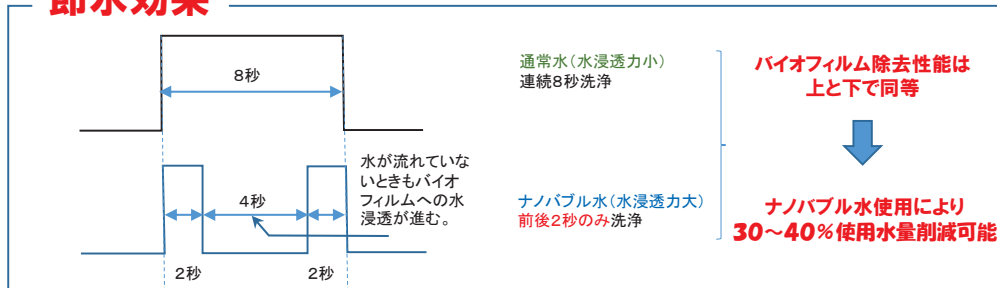 節水効果
8秒
通常水（水浸透力小）
連続8秒洗浄
バイオフィルム除去性能は
上と下で同等
水が流れていな
いときもバイオ
フィルムへの水
浸透が進む。
4秒
2秒
2秒
ナノバブル水（水浸透力大）
前後2秒のみ洗浄
ナノバブル水使用により
30～40%使用水量削減可能